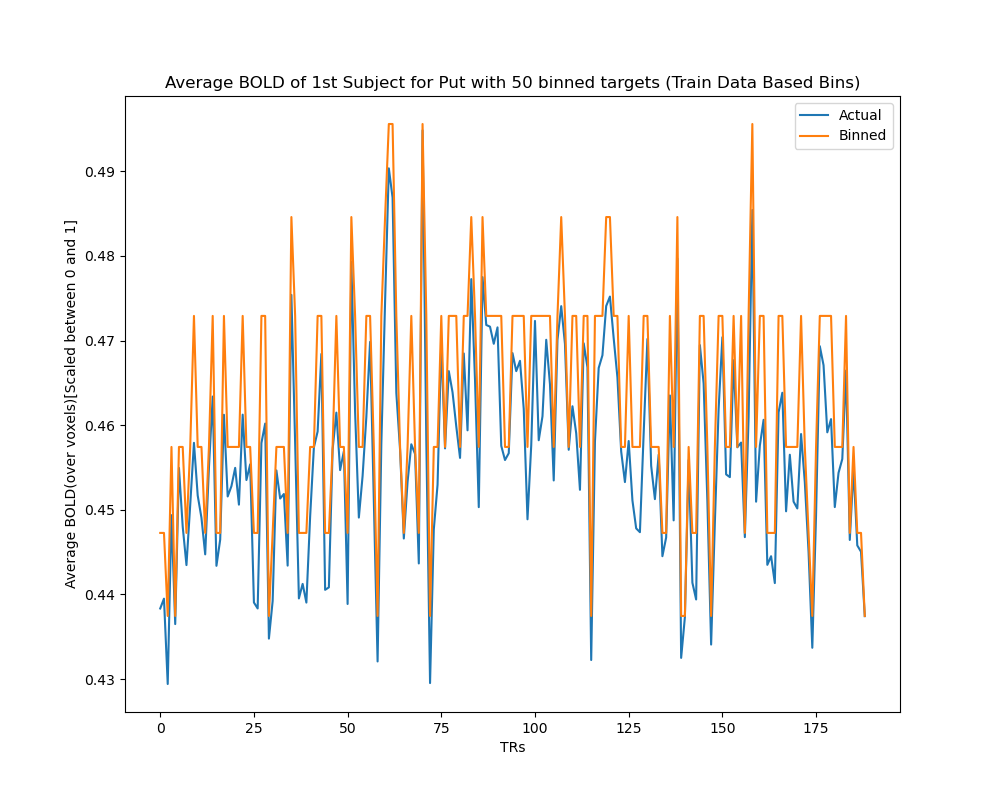 Average BOLD of 1st Subject for Put with 50 binned targets (Train Data Based Bins)
Actual
Binned
Average BOLD(over voxels)[Scaled between 0 and 1]
0.49
0.48
0.47
0.46
0.45
0.44
0.43
0 25 50 75 100 125 150 175
TRs